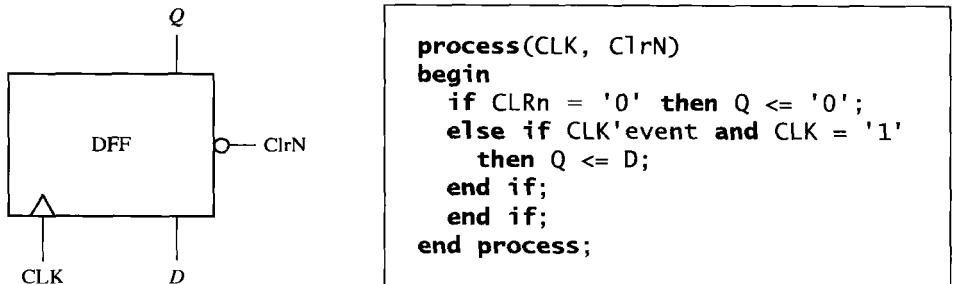 Q
DFF
ClrN
CLK
D
process(CLK, ClrN)
begin
if CLRn = '0' then Q <= '0';
else if CLK'event and CLK = '1'
then Q <= D;
end if;
end if;
end process;